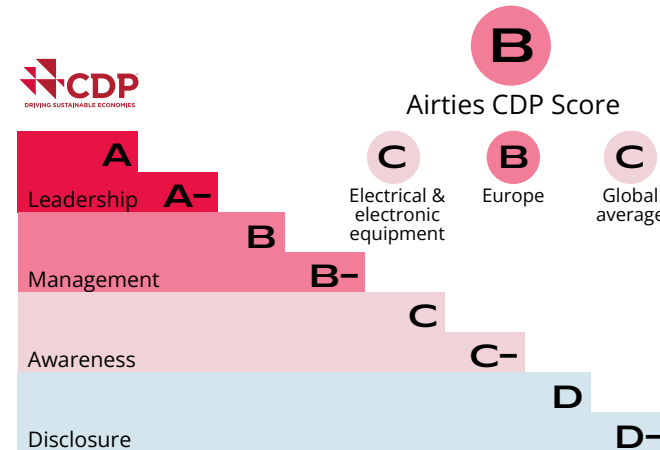 B
CDP
DRIVING SUSTAINABLE ECONOMIES
Airties CDP Score
A
C
B
C
Leadership A-
Electrical &
electronic
equipment
Europe
Global
average
B
Management
B-
C
Awareness
C-
D
Disclosure
D-